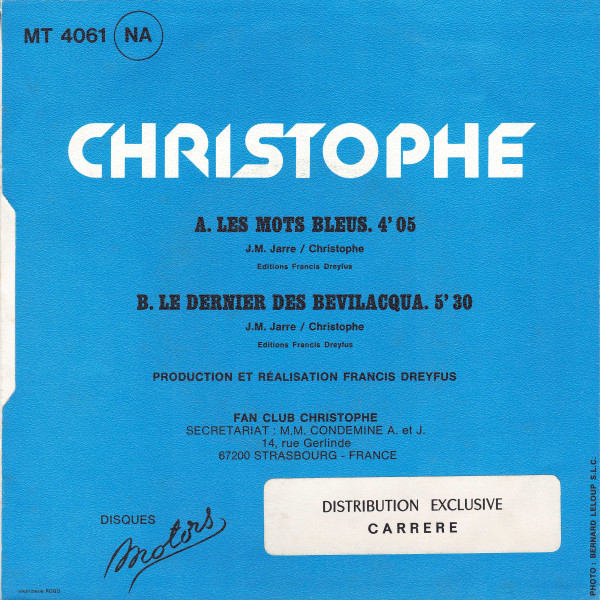 MT 4061 NA
CHRISTOPHE
A. LES MOTS BLEUS. 4'05
J.M. Jarre / Christophe
Editions Francis Dreyfus
B. LE DERNIER DES BEVILACQUA. 5'30
J.M. Jarre / Christophe
Editions Francis Dreyfus
PRODUCTION ET RÉALISATION FRANCIS DREYFUS
FAN CLUB CHRISTOPHE
SECRETARIAT : M.M. CONDEMINE A. et J.
14, rue Gerlinde
67200 STRASBOURG - FRANCE
DISTRIBUTION EXCLUSIVE
CARRERE
DISQUES
Motors
PHOTO : BERNARD LELOUP S.L.C.